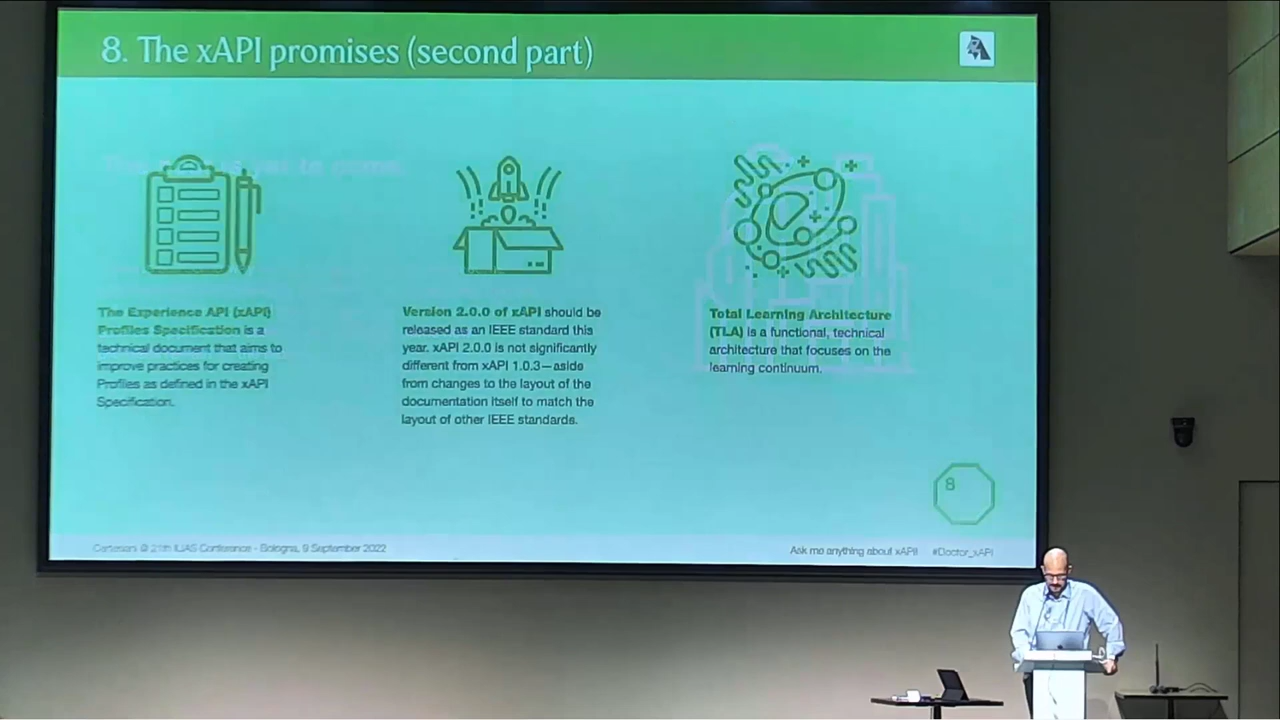 8. The xAPI promises (second part)
The Experience API (xAPI)
Profiles Specification is a
technical document that aims to
improve practices for creating
Profiles as defined in the xAPI
Specification.
Version 2.0.0 of xAPI should be
released as an IEEE standard this
year. xAPI 2.0.0 is not significantly
different from xAPI 1.0.3—aside
from changes to the layout of the
documentation itself to match the
layout of other IEEE standards.
Total Learning Architecture
(TLA) is a functional, technical
architecture that focuses on the
learning continuum.
8
@ 21th ILIAS Conference - Bologna, 9 September 2022
Ask me anything about xAPI! #Doctor_xAPI